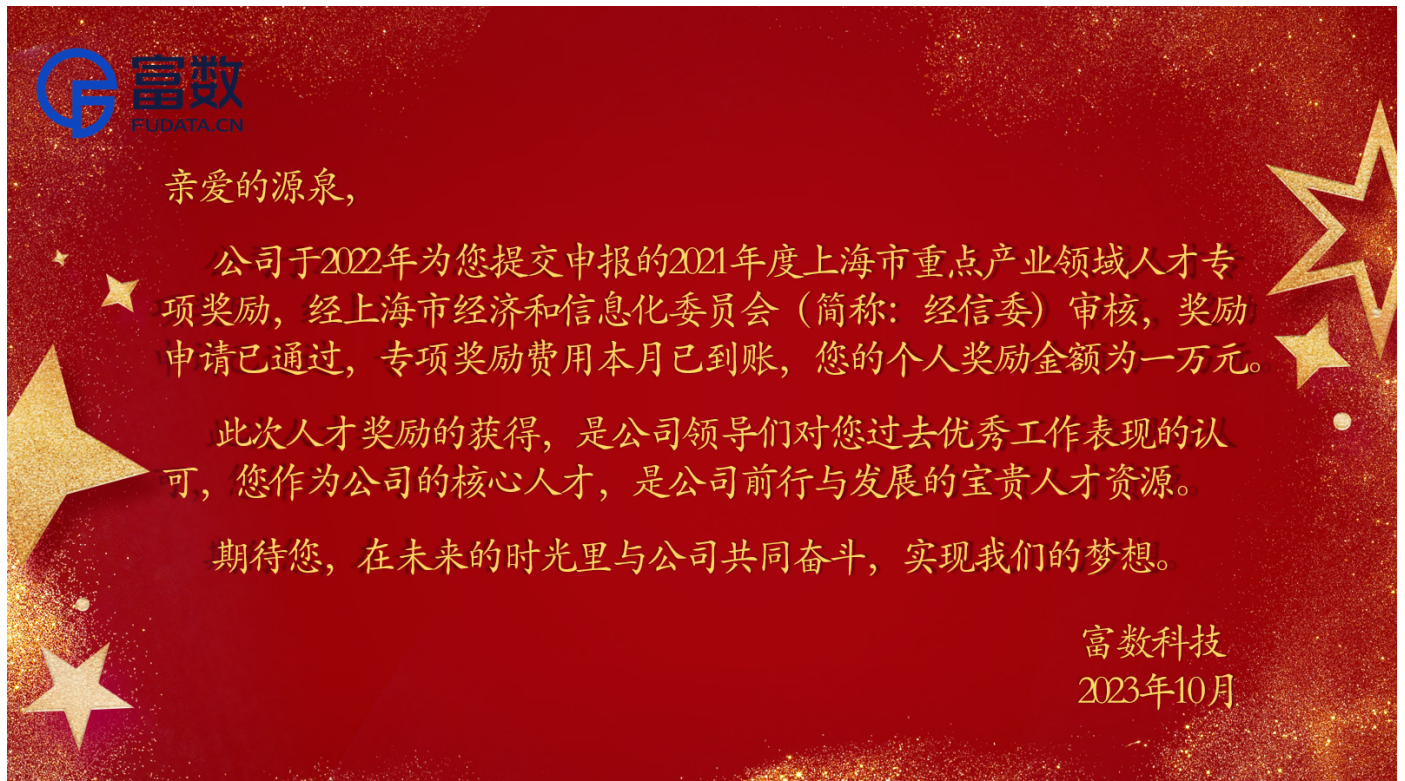 富数
FUDATA.CN
亲爱的源泉，
公司于2022年为您提交申报的2021年度上海市重点产业领域人才专
项奖励，经上海市经济和信息化委员会（简称：经信委）审核，奖励
申请已通过，专项奖励费用本月已到账，您的个人奖励金额为一万元。
此次人才奖励的获得，是公司领导们对您过去优秀工作表现的认
可，您作为公司的核心人才，是公司前行与发展的宝贵人才资源。
期待您，在未来的时光里与公司共同奋斗，实现我们的梦想。
富数科技
2023年10月